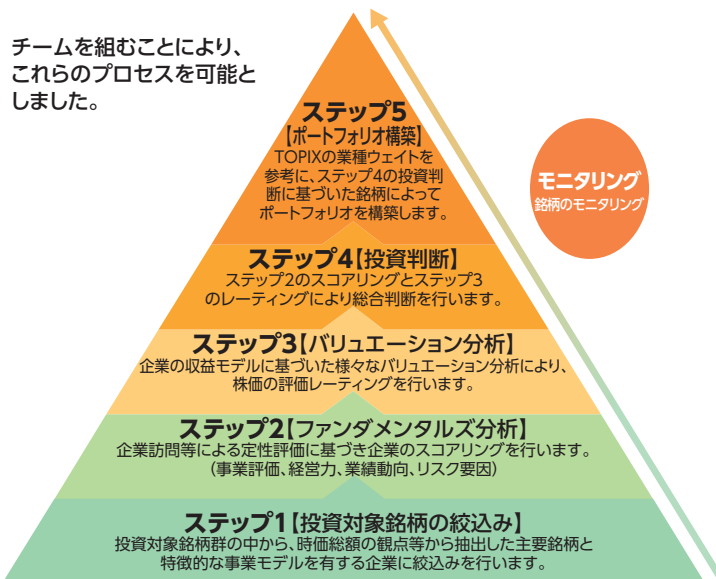 チームを組むことにより、
これらのプロセスを可能と
しました。
ステップ5
【ポートフォリオ構築】
TOPIXの業種ウェイトを
参考に、ステップ4の投資判
断に基づいた銘柄によって
ポートフォリオを構築します。
モニタリング
銘柄のモニタリング
ステップ4【投資判断】
ステップ2のスコアリングとステップ3
のレーティングにより総合判断を行います。
ステップ3【バリュエーション分析】
企業の収益モデルに基づいた様々なバリュエーション分析により、
株価の評価レーティングを行います。
ステップ2【ファンダメンタルズ分析】
企業訪問等による定性評価に基づき企業のスコアリングを行います。
(事業評価、経営力、業績動向、リスク要因)
ステップ1【投資対象銘柄の絞込み】
投資対象銘柄群の中から、時価総額の観点等から抽出した主要銘柄と
特徴的な事業モデルを有する企業に絞込みを行います。